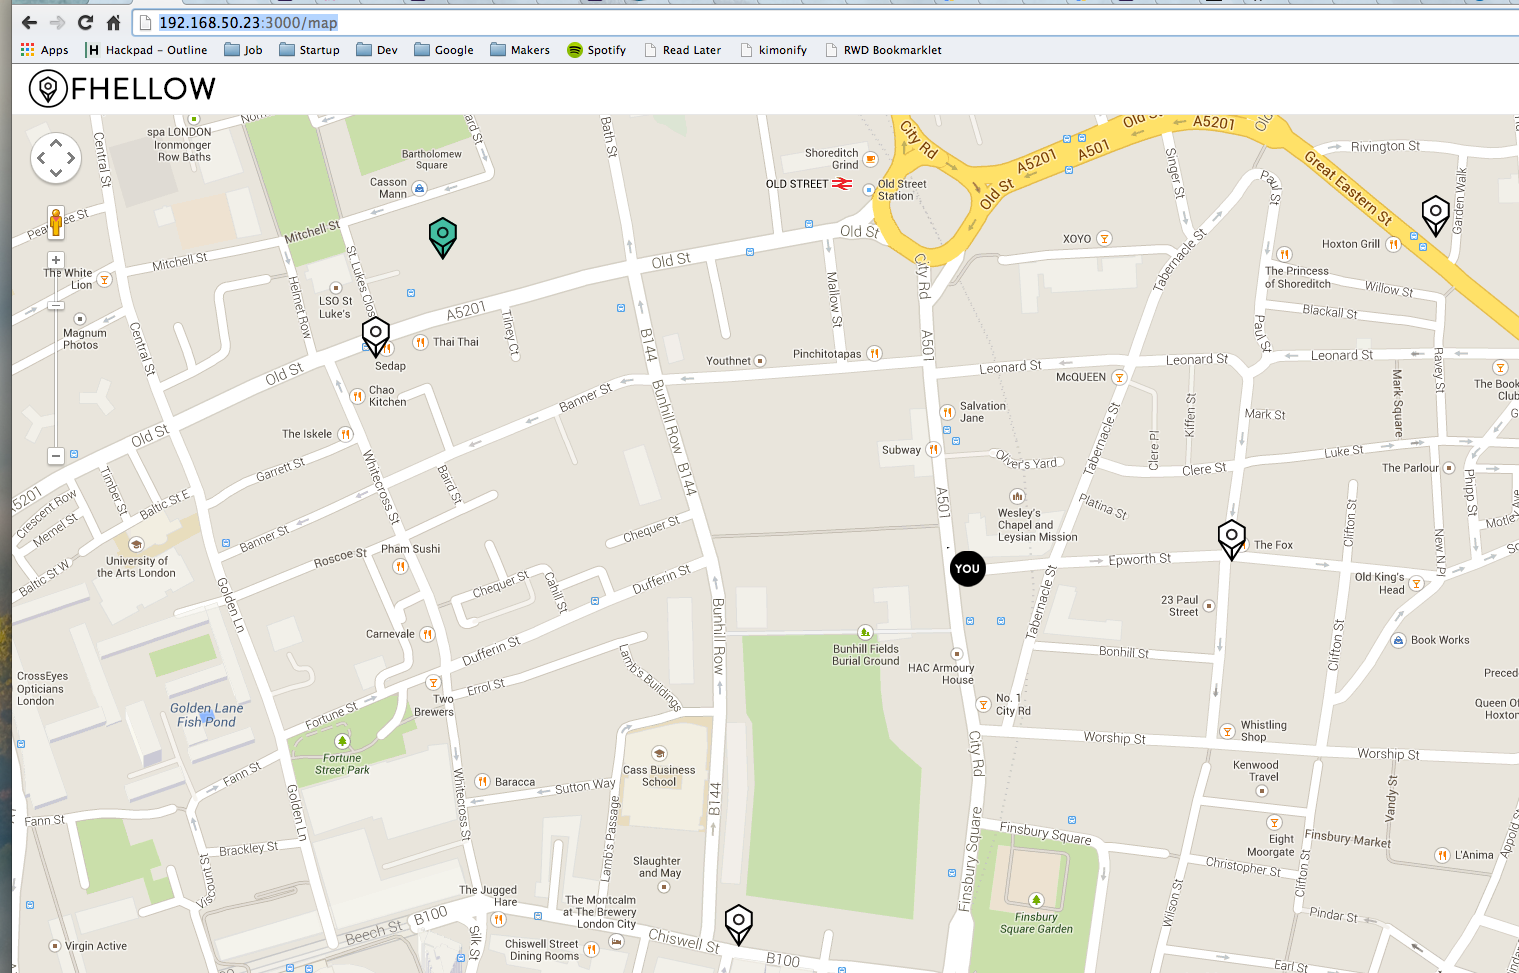 192.168.50.23:3000/map
Apps
Hackpad - Outline
Job
Startup
Dev
Google
Makers
Spotify
Read Later
kimonify
RWD Bookmarklet
FHELLOW
spa LONDON
Ironmonger
Row Baths
Central St
Bath St
Bartholomew
Square
Casson
Mann
Shoreditch
Grind
OLD STREET
Old Street
Station
City Rd
A5201
A501
Old St
A5201
Old St
Rivington St
Singer St
Paul St
Great Eastern St
Garden Walk
Mitchell St
Mitchell St
St. Lukes Close
Helmet Row
The White
Lion
Magnum
Photos
LSO St
Luke's
Central St
Old St
Old St
XOYO
Tabernacle St
Hoxton Grill
The Princess
of Shoreditch
Willow St
Blackall St
A5201
Tilney Ct
Thai Thai
Sedap
Mallow St
City Rd
A501
B144
Youthnet
Pinchitotapas
Leonard St
Leonard St
Leonard St
Paul St
Ravey St
McQUEEN
The Book
Club
Mark Square
Mark St
Old St
Chao
Kitchen
Banner St
Bunhill Row
Salvation
Jane
Tabernacle St
Kiffen St
Clere Pl
Old St
The Iskele
Garrett St
Whitecross St
Baird St
B144
Subway
Oliver's Yard
Clere St
Luke St
The Parlour
Phipp St
A5201
Crescent Row
Timber St
Memel St
Baltic St E
Baltic St W
Banner St
Chequer St
A501
Wesley's
Chapel and
Leysian Mission
Platina St
Clifton St
New N Pl
University of
the Arts London
Roscoe St
Pham Sushi
Chequer St
Cahill St
Dufferin St
YOU
Epworth St
The Fox
Old King's
Head
Golden Ln
Carnevale
Dufferin St
Errol St
Lamb's Buildings
Bunhill Row
Bunhill Fields
Burial Ground
HAC Armoury
House
Tabernacle St
23 Paul
Street
Bonhill St
Clifton St
Book Works
CrossEyes
Opticians
London
Golden Lane
Fish Pond
Two
Brewers
Fortune St
Fortune
Street Park
No. 1
City Rd
Whistling
Shop
City Rd
Worship St
Worship St
Kenwood
Travel
Fann St
Fann St
Golden Ln
Whitecross St
Baracca
Sutton Way
Cass Business
School
B144
Lamb's Passage
Finsbury Square
Finsbury Square
Eight
Moorgate
Finsbury Market
Vandy St
L'Anima
Brackley St
Slaughter
and May
Christopher St
Clifton St
Wilson St
Pindar St
The Jugged
Hare
The Montcalm
at The Brewery
London City
Finsbury
Square Garden
Virgin Active
Beech St
B100
Silk St
Chiswell Street
Dining Rooms
Chiswell St
B100
Earl St